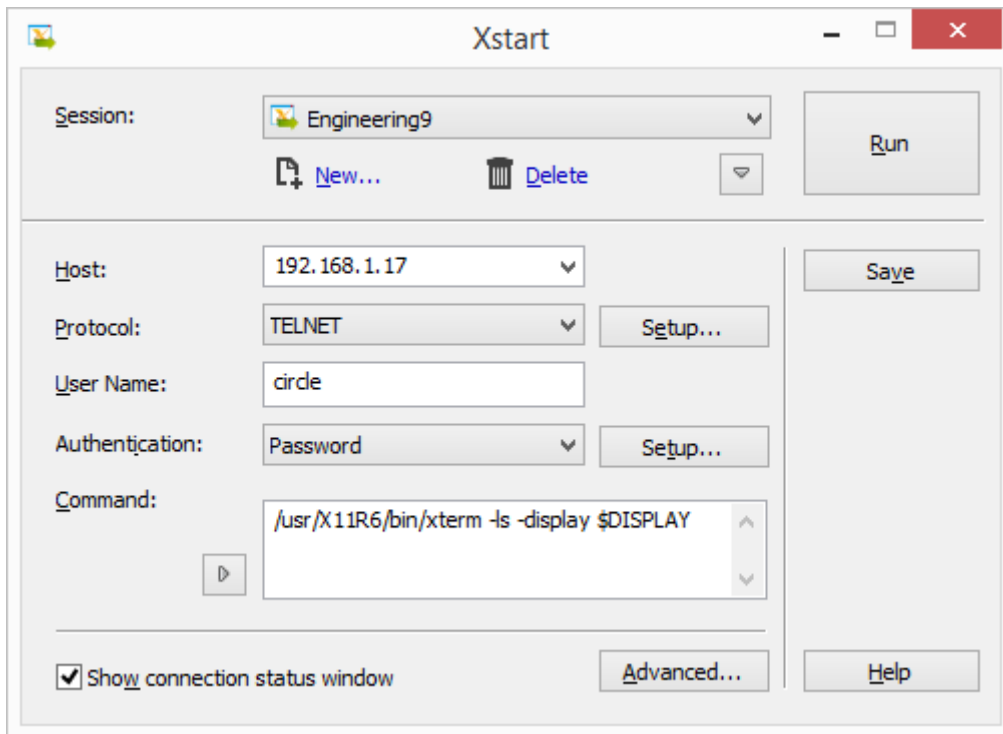 Xstart
Session:
Engineering9
Run
New...
Delete
Host:
192.168.1.17
Save
Protocol:
TELNET
Setup...
User Name:
circle
Authentication:
Password
Setup...
Command:
/usr/X11R6/bin/xterm -ls -display $DISPLAY
Show connection status window
Advanced...
Help